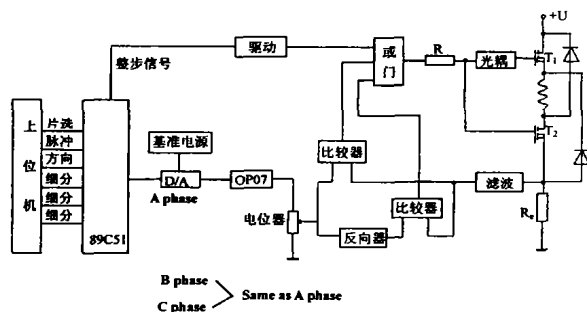 +U
驱动
或门
R
光耦
T₁
整步信号
上位机
片选
脉冲
方向
细分
细分
细分
89C51
基准电源
D/A
A phase
OP07
电位器
比较器
T₂
比较器
滤波
反向器
Rₑ
B phase
C phase
Same as A phase